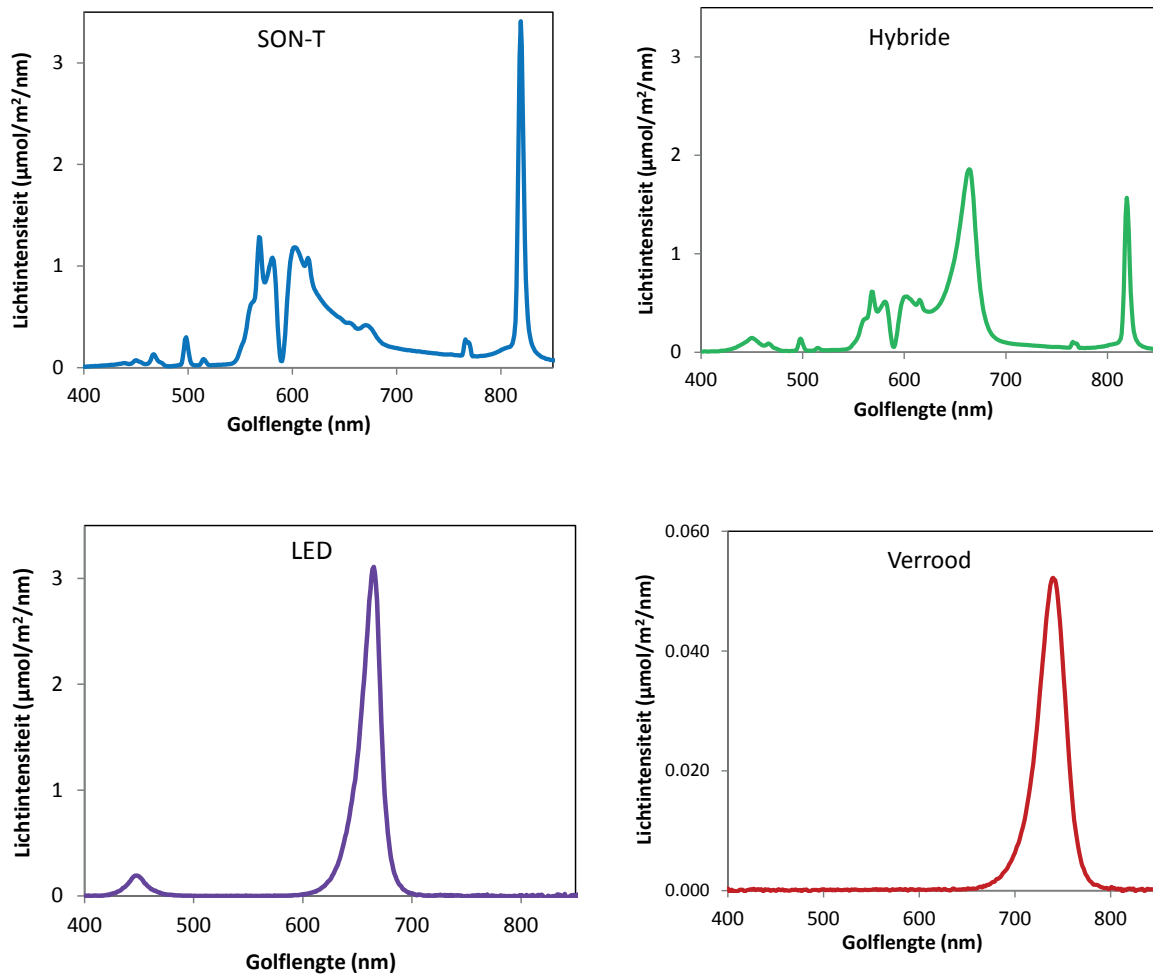 SON-T
Lichtintensiteit (µmol/m²/nm)
3
2
1
0
400 500 600 700 800
Golflengte (nm)
Hybride
Lichtintensiteit (µmol/m²/nm)
3
2
1
0
400 500 600 700 800
Golflengte (nm)
LED
Lichtintensiteit (µmol/m²/nm)
3
2
1
0
400 500 600 700 800
Golflengte (nm)
Verrood
Lichtintensiteit (µmol/m²/nm)
0.060
0.040
0.020
0.000
400 500 600 700 800
Golflengte (nm)